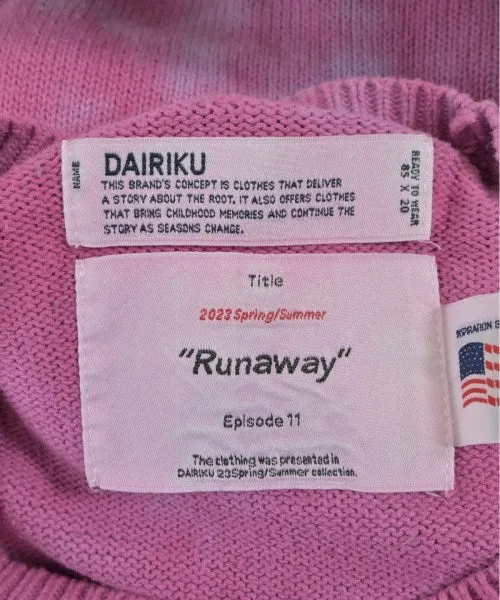 NAME
DAIRIKU
THIS BRAND'S CONCEPT IS CLOTHES THAT DELIVER
A STORY ABOUT THE ROOT. IT ALSO OFFERS CLOTHES
THAT BRING CHILDHOOD MEMORIES AND CONTINUE THE
STORY AS SEASONS CHANGE.
READY TO WEAR
85 X 20
Title
2023 Spring/Summer
"Runaway"
Episode 11
The clothing was presented in
DAIRIKU 23Spring/Summer collection.